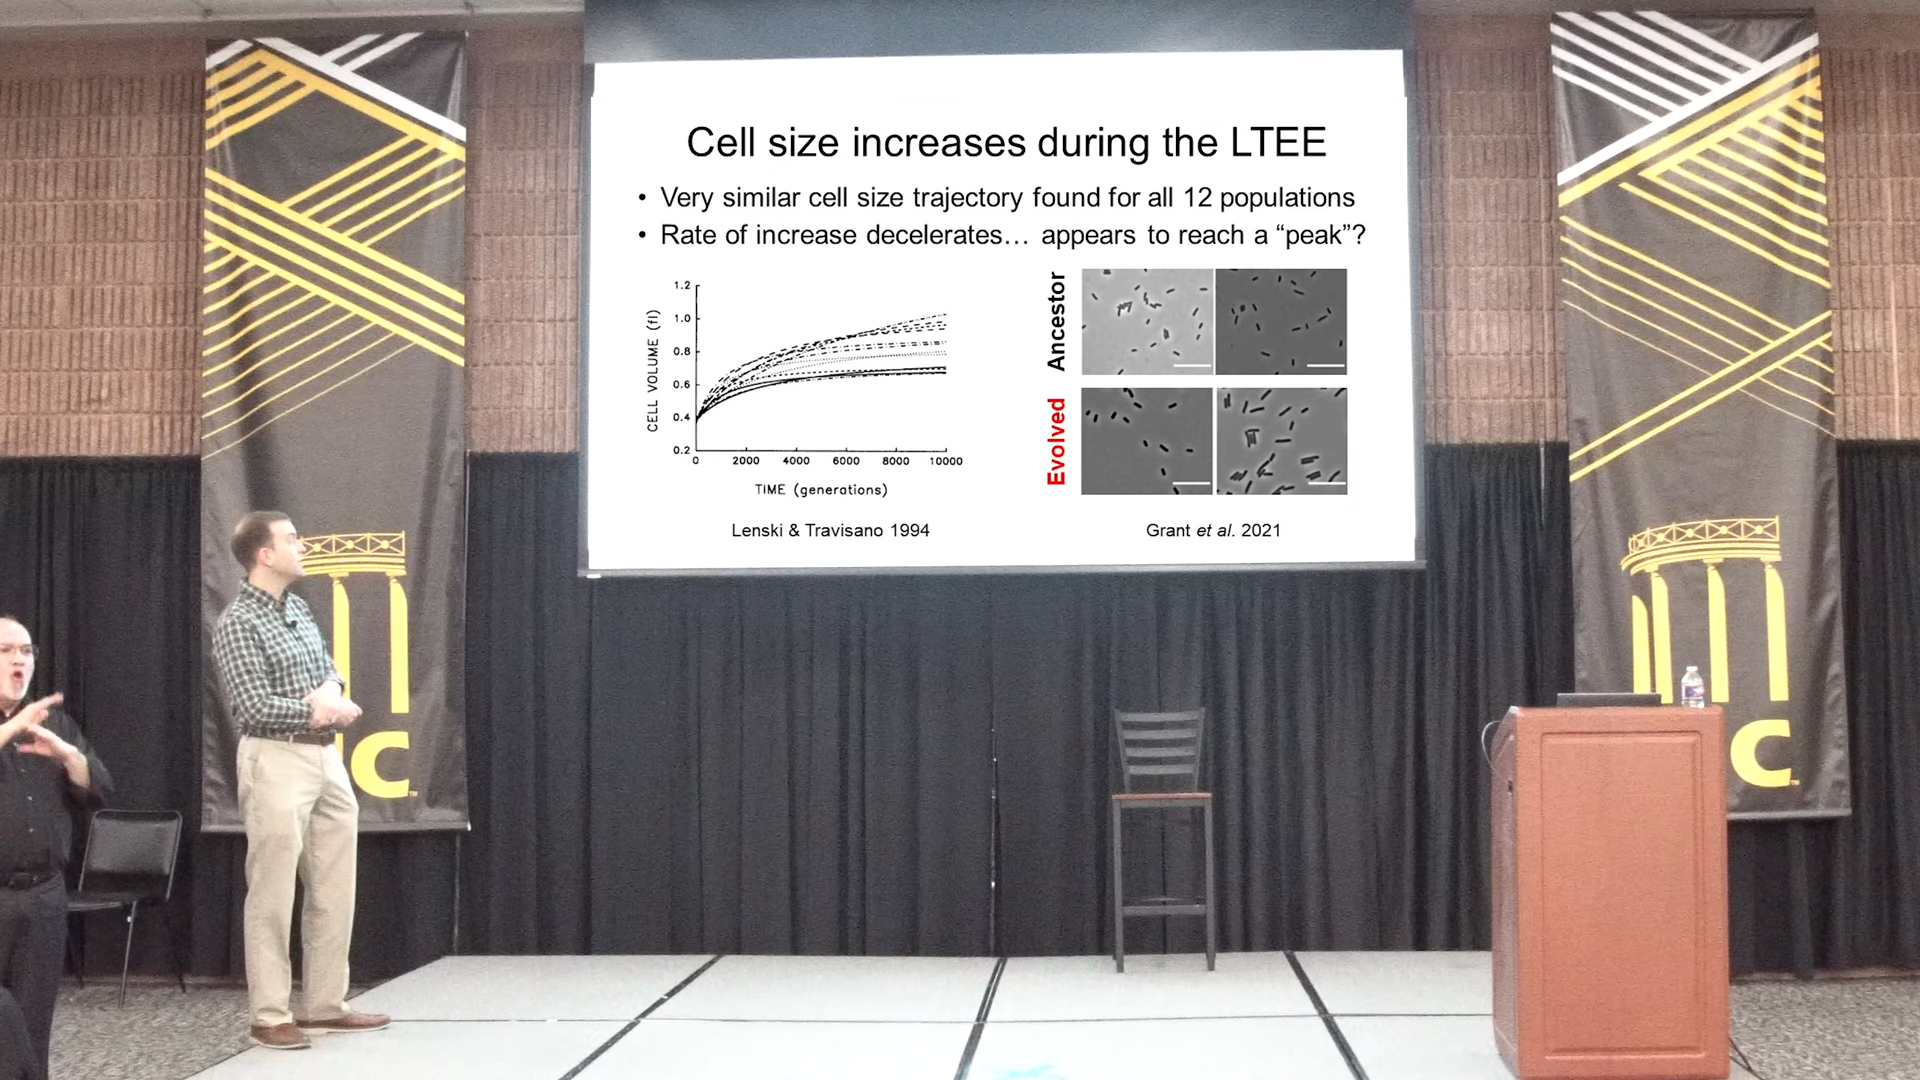 Cell size increases during the LTEE
• Very similar cell size trajectory found for all 12 populations
• Rate of increase decelerates… appears to reach a “peak”?
CELL VOLUME (fl)
1.2
1.0
0.8
0.6
0.4
0.2
0 2000 4000 6000 8000 10000
TIME (generations)
Lenski & Travisano 1994
Ancestor
Evolved
Grant et al. 2021
C
TM
C
TM